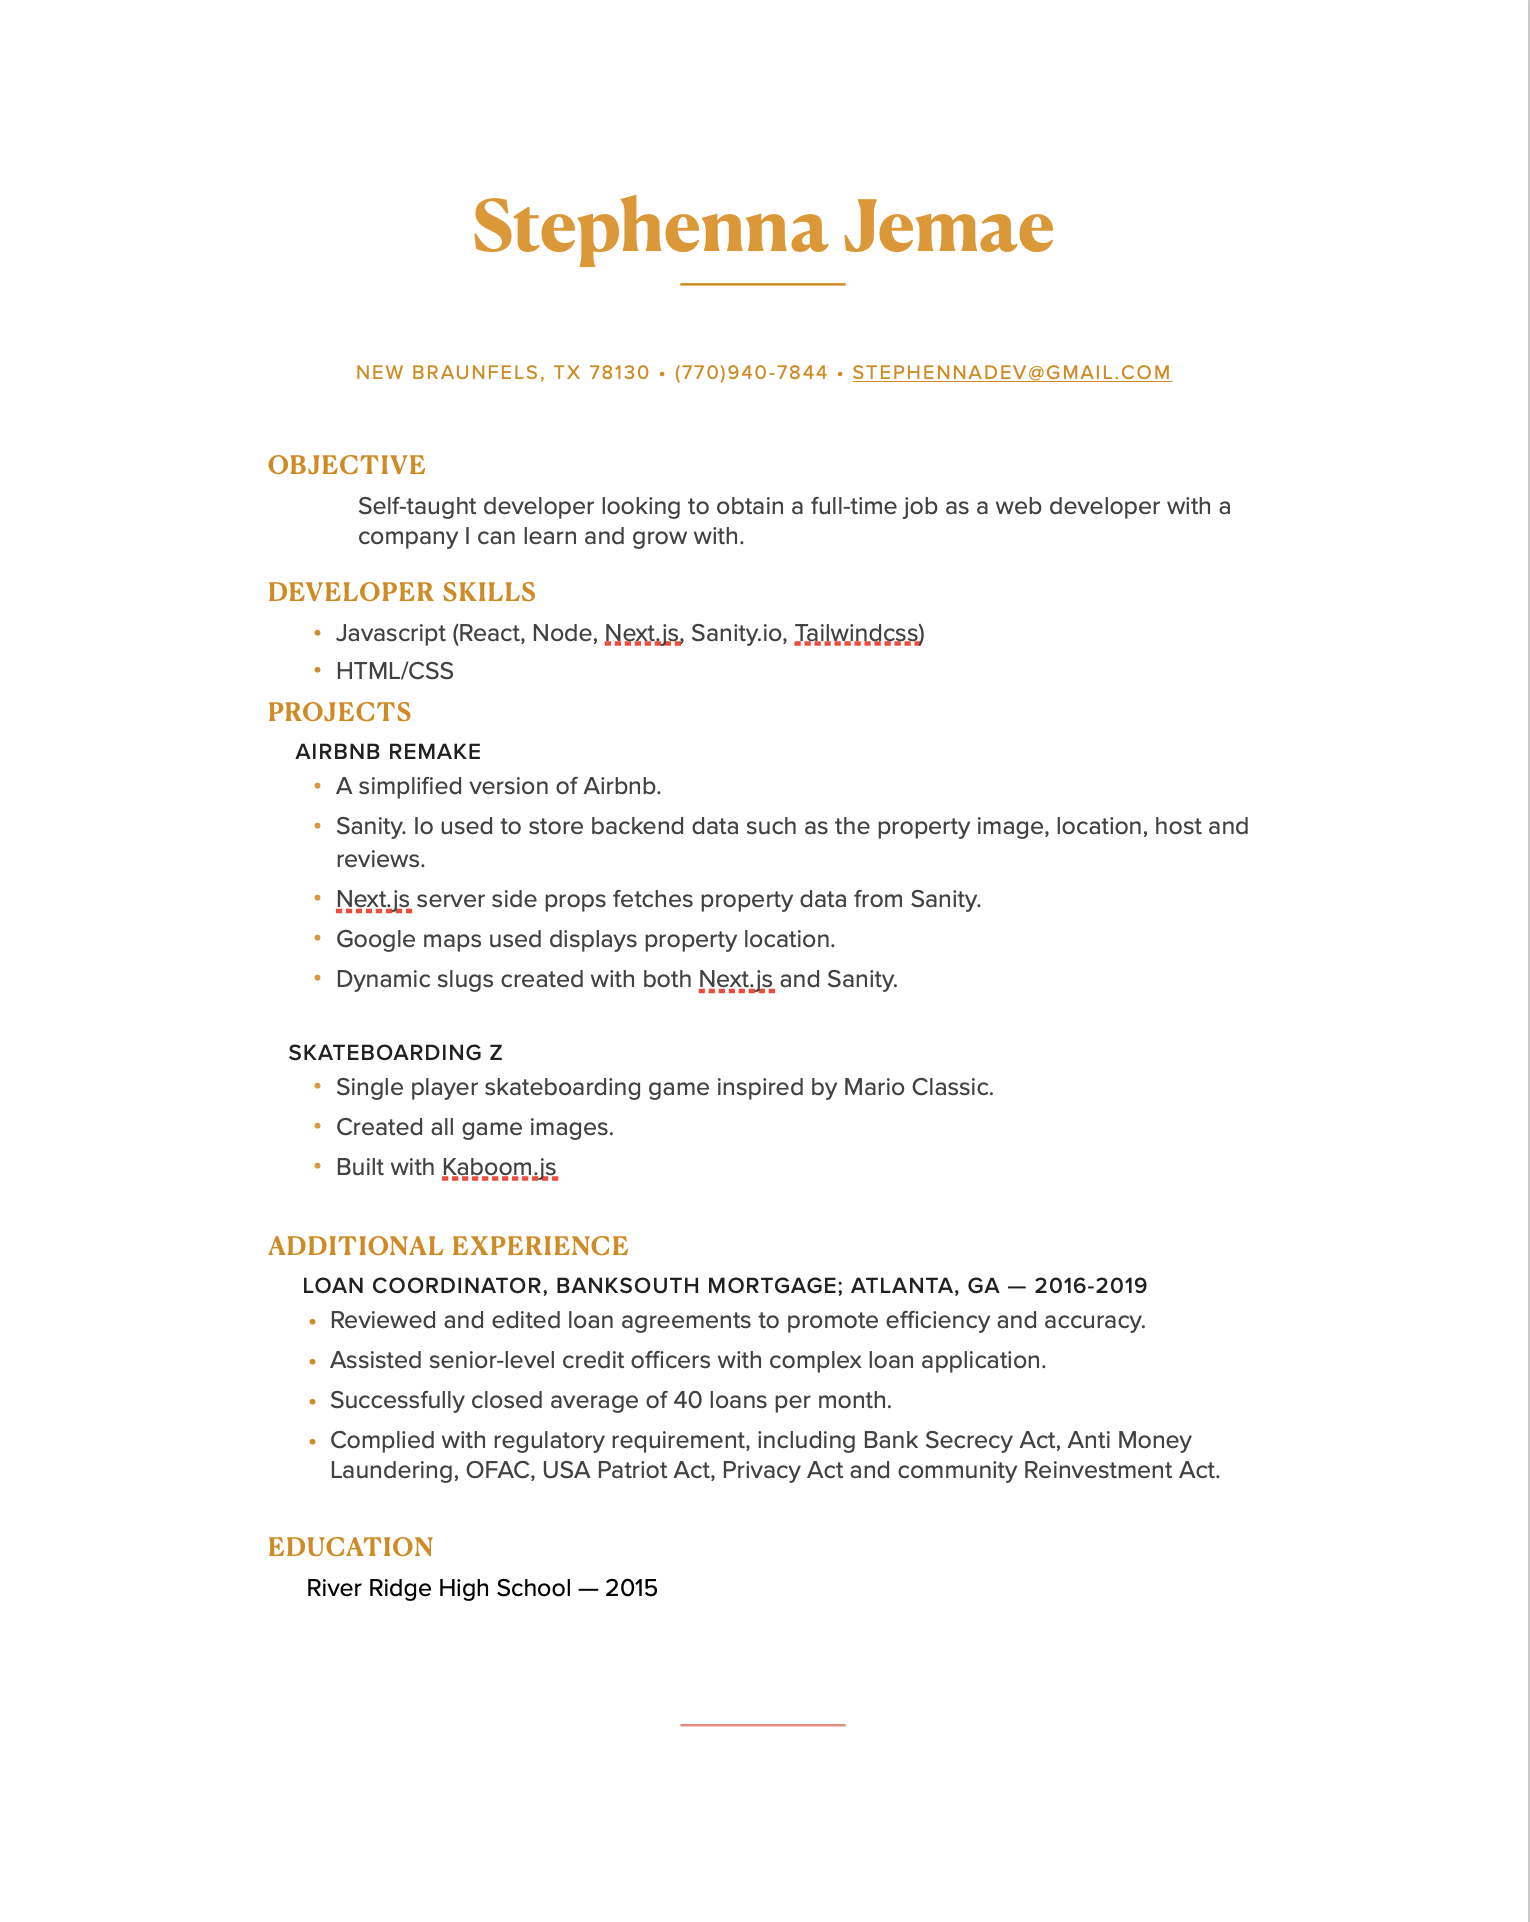 Stephenna Jemae
NEW BRAUNFELS, TX 78130 • (770)940-7844 • STEPHENNADEV@GMAIL.COM
OBJECTIVE
Self-taught developer looking to obtain a full-time job as a web developer with a
company I can learn and grow with.
DEVELOPER SKILLS
• Javascript (React, Node, Next.js, Sanity.io, Tailwindcss)
• HTML/CSS
PROJECTS
AIRBNB REMAKE
• A simplified version of Airbnb.
• Sanity. Io used to store backend data such as the property image, location, host and
reviews.
• Next.js server side props fetches property data from Sanity.
• Google maps used displays property location.
• Dynamic slugs created with both Next.js and Sanity.
SKATEBOARDING Z
• Single player skateboarding game inspired by Mario Classic.
• Created all game images.
• Built with Kaboom.js
ADDITIONAL EXPERIENCE
LOAN COORDINATOR, BANKSOUTH MORTGAGE; ATLANTA, GA — 2016-2019
• Reviewed and edited loan agreements to promote efficiency and accuracy.
• Assisted senior-level credit officers with complex loan application.
• Successfully closed average of 40 loans per month.
• Complied with regulatory requirement, including Bank Secrecy Act, Anti Money
Laundering, OFAC, USA Patriot Act, Privacy Act and community Reinvestment Act.
EDUCATION
River Ridge High School — 2015